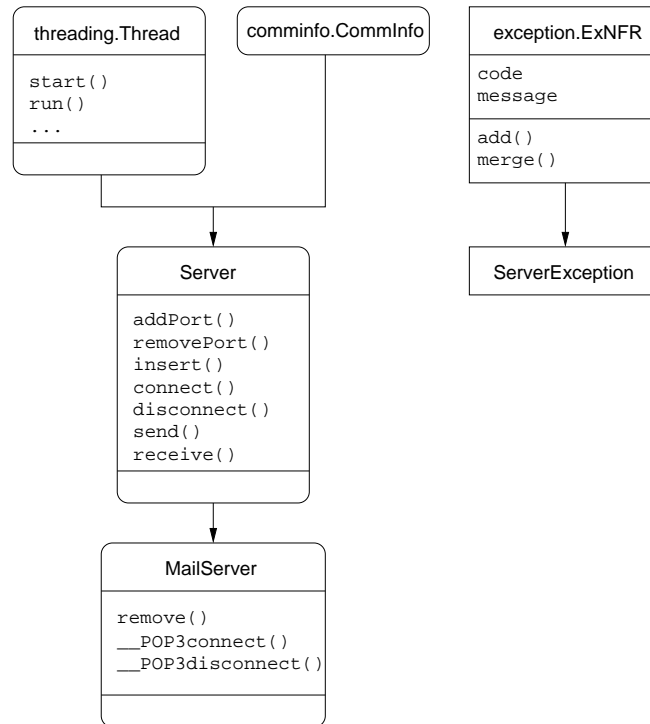 threading.Thread
start()
run()
...
comminfo.CommInfo
exception.ExNFR
code
message
add()
merge()
Server
addPort()
removePort()
insert()
connect()
disconnect()
send()
receive()
ServerException
MailServer
remove()
__POP3connect()
__POP3disconnect()